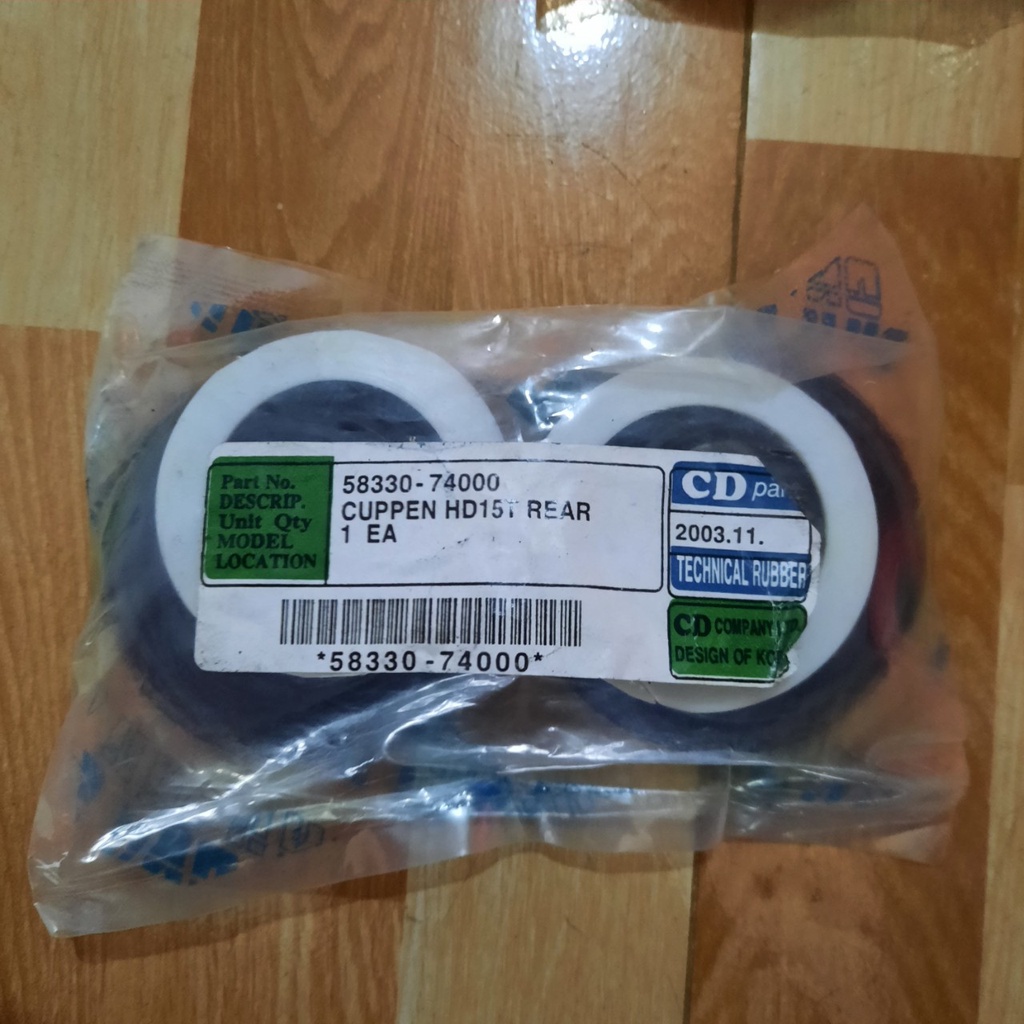 Part No.
DESCRIP.
Unit Qty
MODEL
LOCATION
58330-74000
CUPPEN HD15T REAR
1 EA
CD
2003.11.
TECHNICAL RUBBER
CD COMPANY
DESIGN OF
*58330-74000*